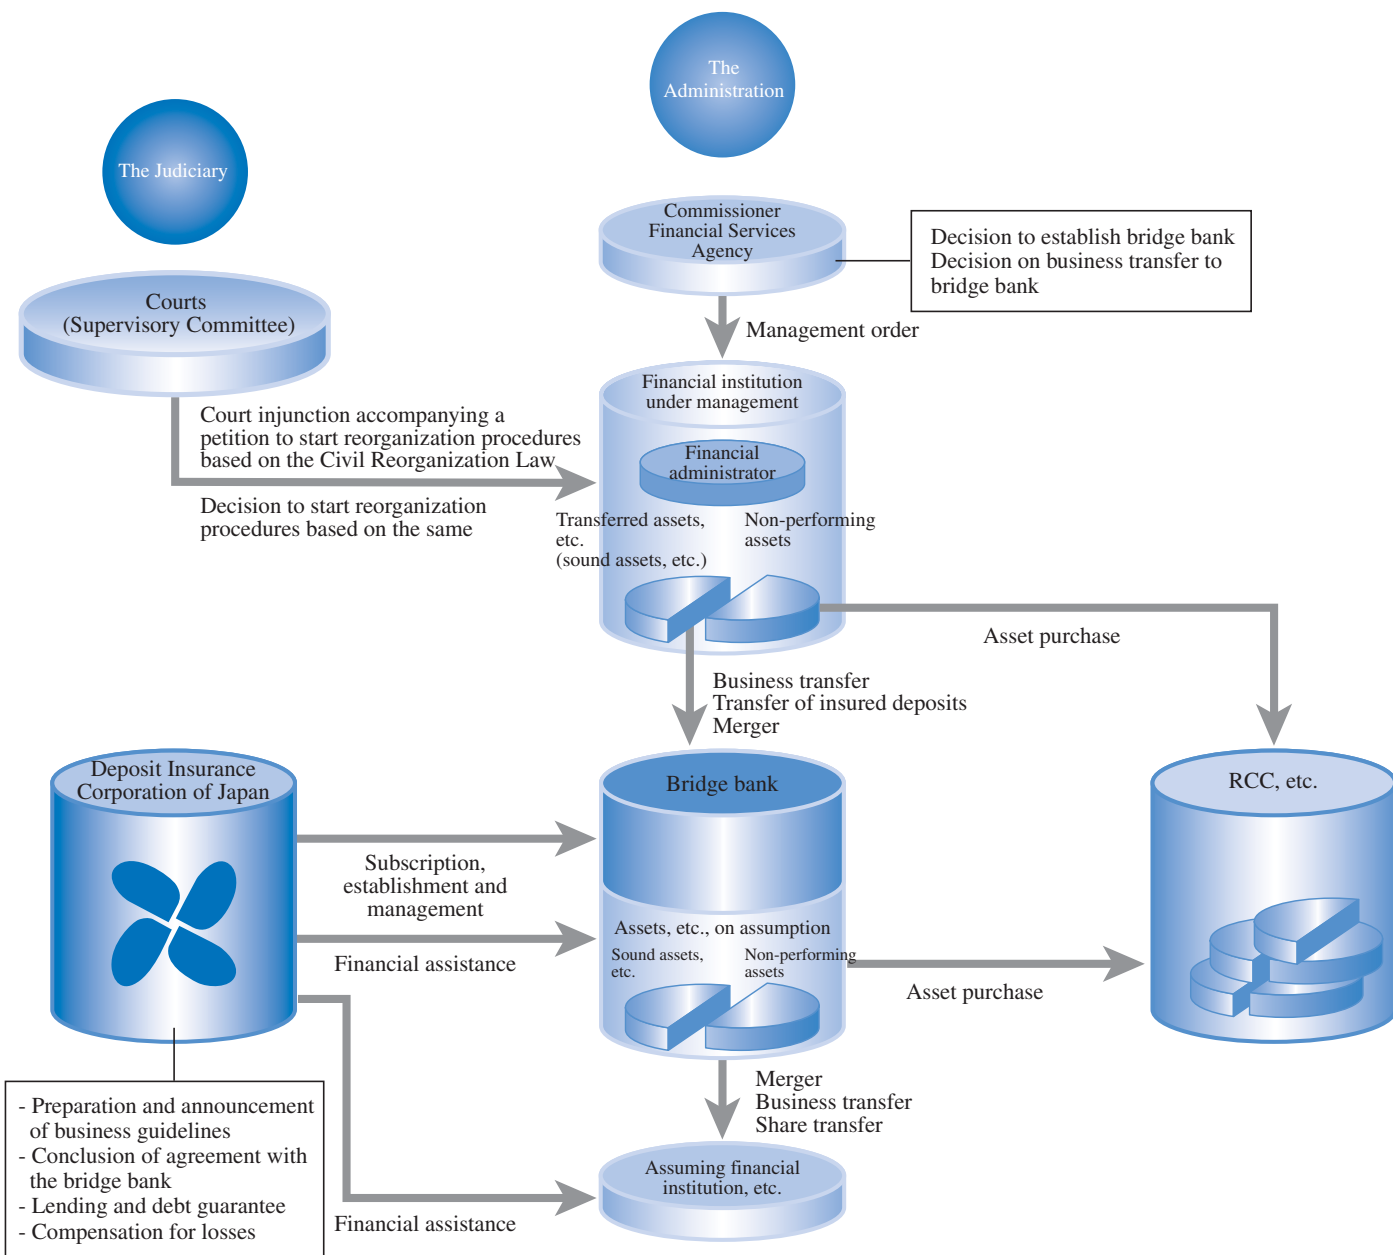 The
Administration
The Judiciary
Commissioner
Financial Services
Agency
Decision to establish bridge bank
Decision on business transfer to
bridge bank
Courts
(Supervisory Committee)
Management order
Financial institution
under management
Court injunction accompanying a
petition to start reorganization procedures
based on the Civil Reorganization Law
Financial
administrator
Decision to start reorganization
procedures based on the same
Transferred assets,
etc.
(sound assets, etc.)
Non-performing
assets
Asset purchase
Business transfer
Transfer of insured deposits
Merger
Deposit Insurance
Corporation of Japan
Bridge bank
RCC, etc.
Subscription,
establishment and
management
Assets, etc., on assumption
Sound assets,
etc.
Non-performing
assets
Financial assistance
Asset purchase
Merger
Business transfer
Share transfer
- Preparation and announcement
of business guidelines
- Conclusion of agreement with
the bridge bank
- Lending and debt guarantee
- Compensation for losses
Assuming financial
institution, etc.
Financial assistance